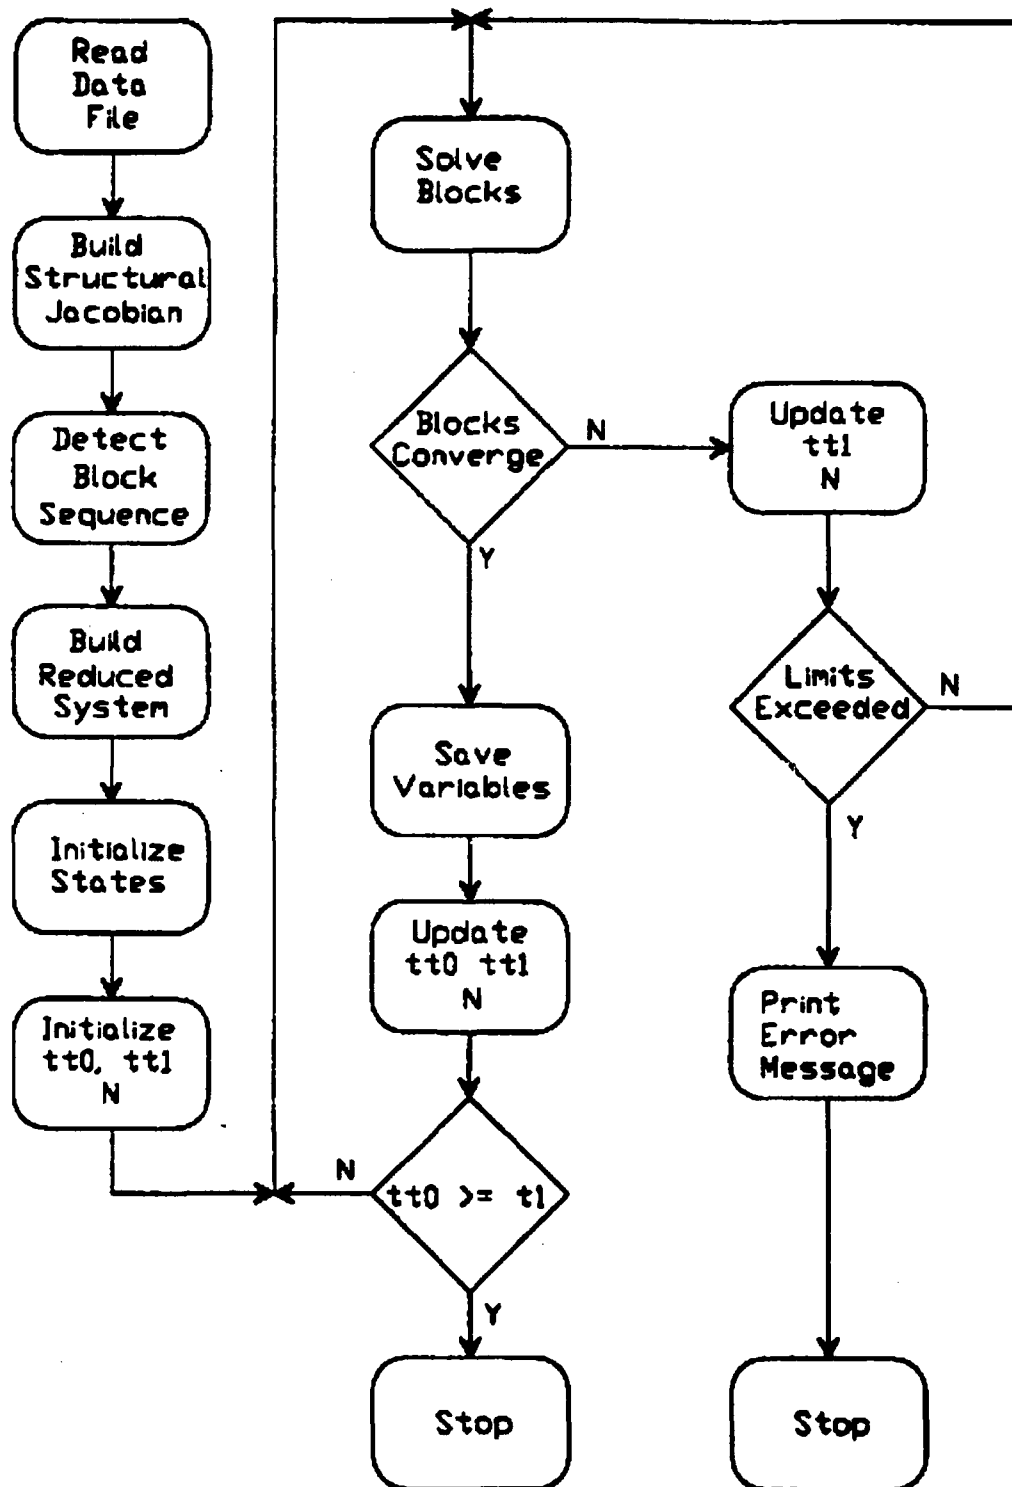 Read
Data
File
Build
Structural
Jacobian
Detect
Block
Sequence
Build
Reduced
System
Initialize
States
Initialize
tt0, tt1
N
Solve
Blocks
Blocks
Converge
N
Y
Save
Variables
Update
tt0 tt1
N
tt0 >= t1
N
Y
Stop
Update
tt1
N
Limits
Exceeded
N
Y
Print
Error
Message
Stop